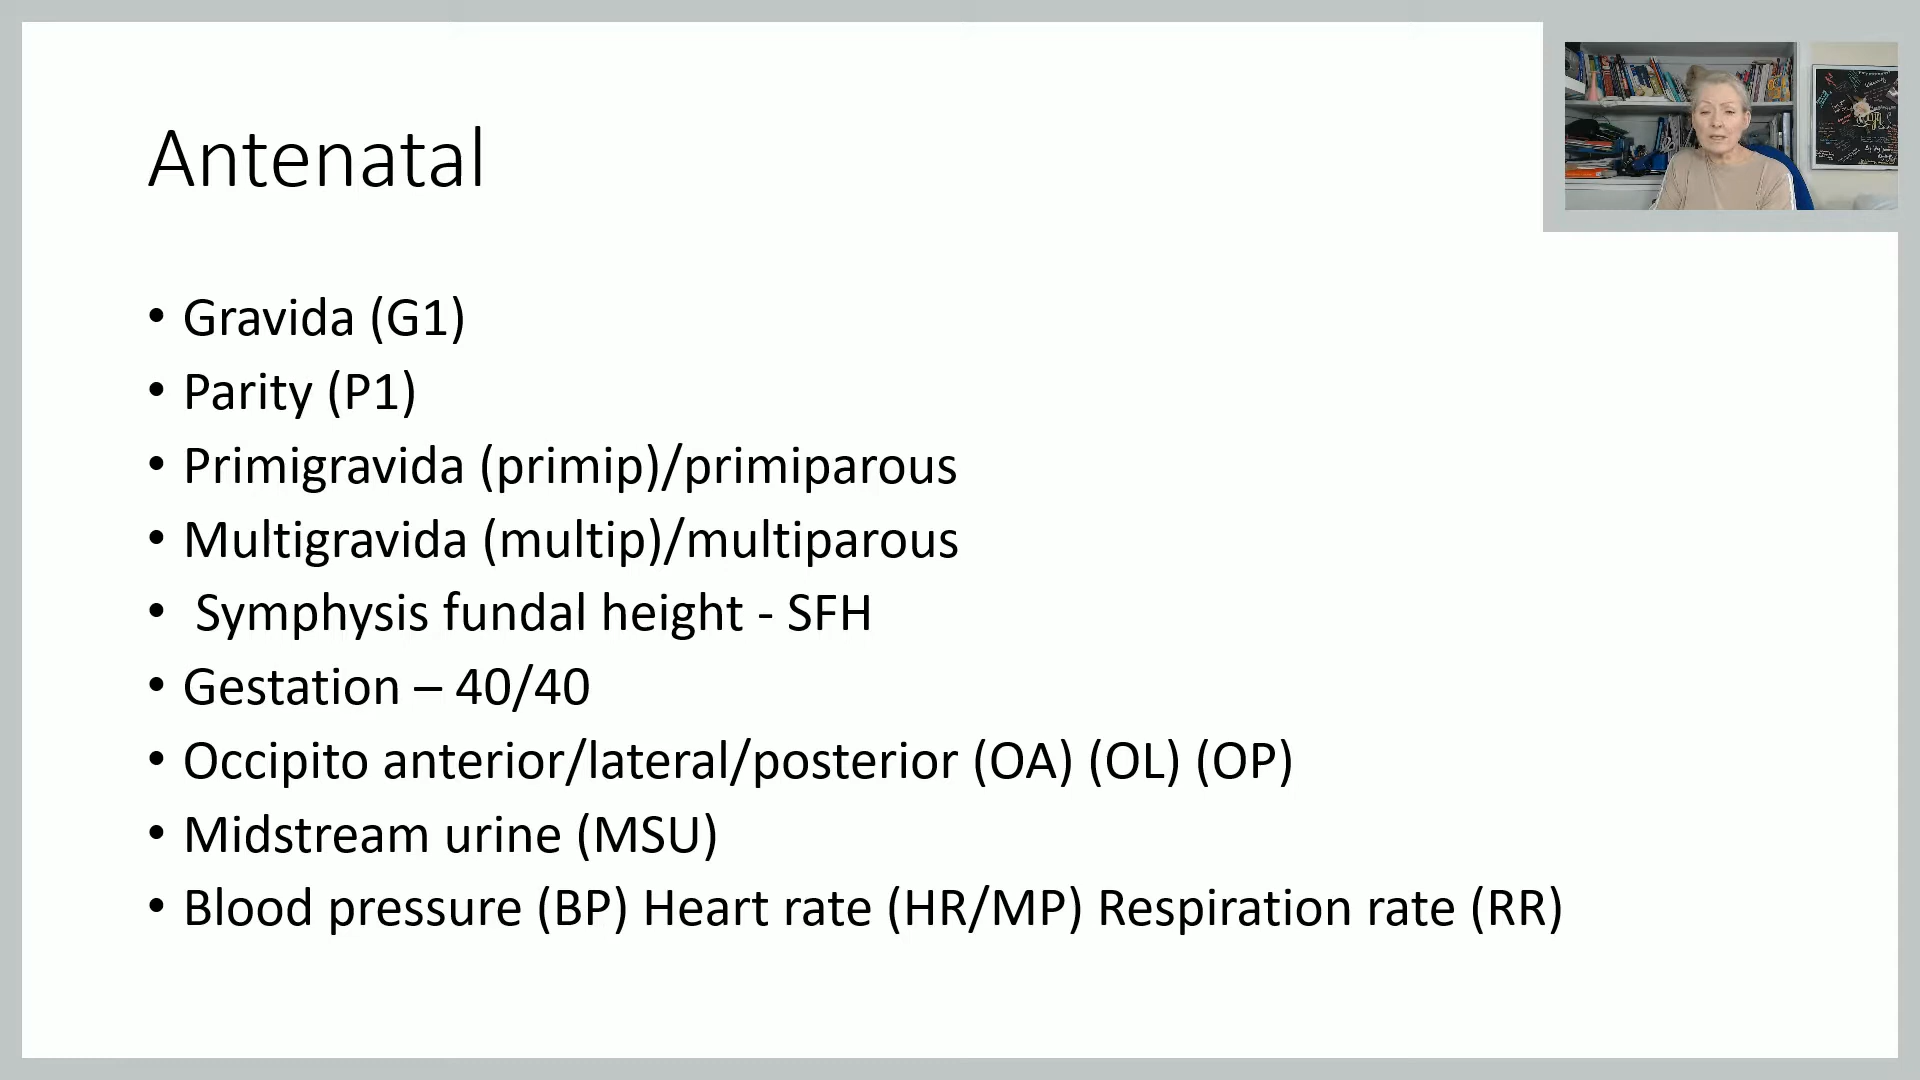 Antenatal
• Gravida (G1)
• Parity (P1)
• Primigravida (primip)/primiparous
• Multigravida (multip)/multiparous
• Symphysis fundal height - SFH
• Gestation – 40/40
• Occipito anterior/lateral/posterior (OA) (OL) (OP)
• Midstream urine (MSU)
• Blood pressure (BP) Heart rate (HR/MP) Respiration rate (RR)